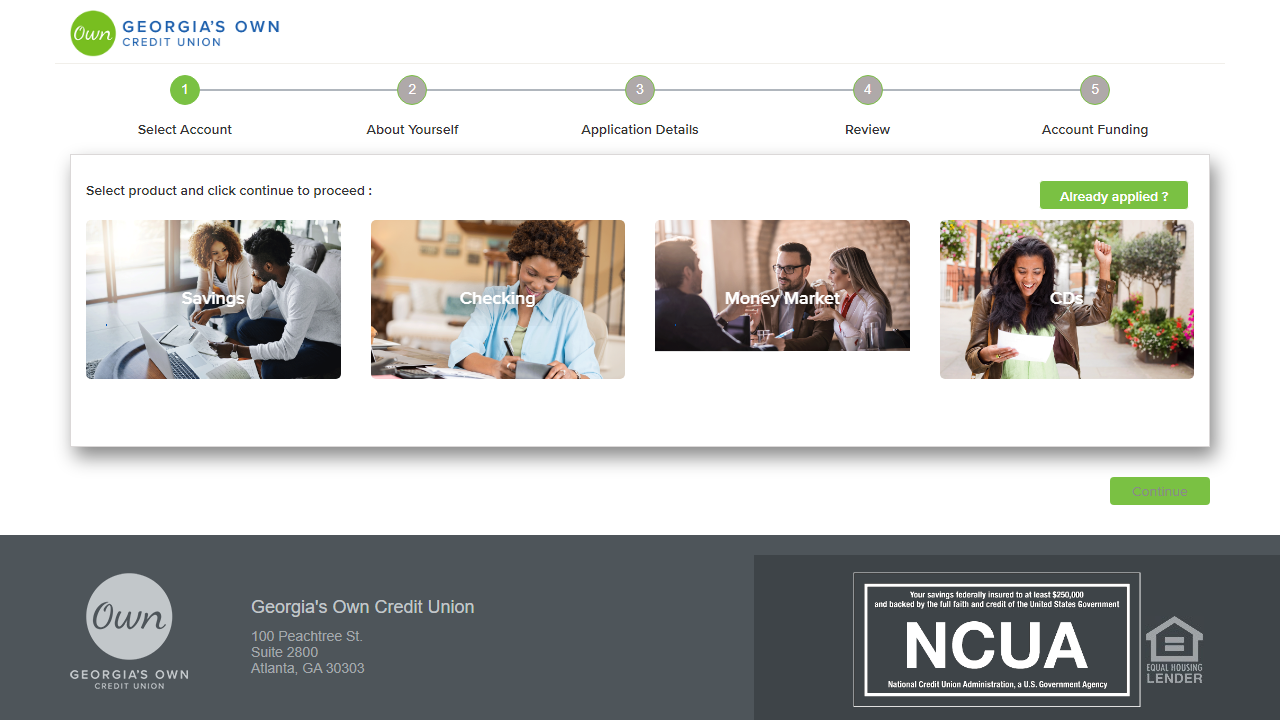 Own
GEORGIA'S OWN
CREDIT UNION
1
2
3
4
5
Select Account
About Yourself
Application Details
Review
Account Funding
Select product and click continue to proceed :
Already applied ?
Savings
Checking
Money Market
CDs
Continue
Own
GEORGIA'S OWN
CREDIT UNION
Georgia's Own Credit Union
100 Peachtree St.
Suite 2800
Atlanta, GA 30303
Your savings federally insured to at least $250,000
and backed by the full faith and credit of the United States Government
NCUA
National Credit Union Administration, a U.S. Government Agency
EQUAL HOUSING
LENDER